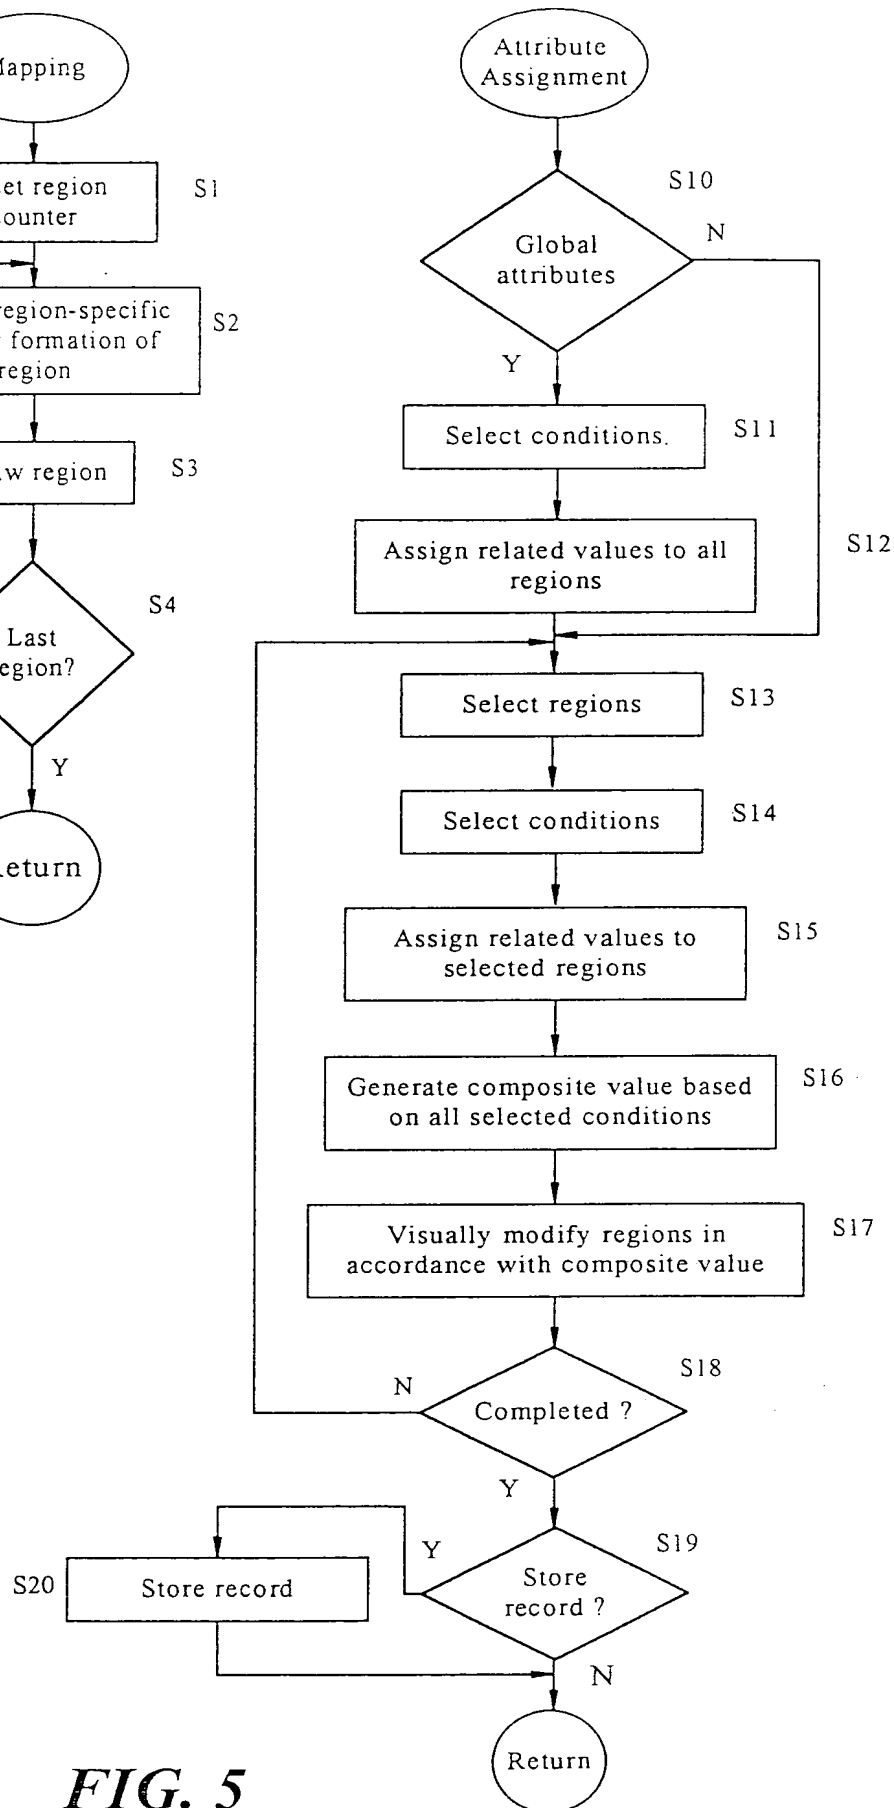 Mapping
region
S1
counter
region-specific
S2
formation of
region
region
S3
S4
Last
region?
Y
Return
Attribute
Assignment
S10
N
Global
attributes
Y
Select conditions.
S11
Assign related values to all
regions
S12
Select regions
S13
Select conditions
S14
Assign related values to
selected regions
S15
Generate composite value based
on all selected conditions
S16
Visually modify regions in
accordance with composite value
S17
S18
N
Completed ?
Y
S19
Y
Store
record ?
S20
Store record
N
Return
FIG. 5